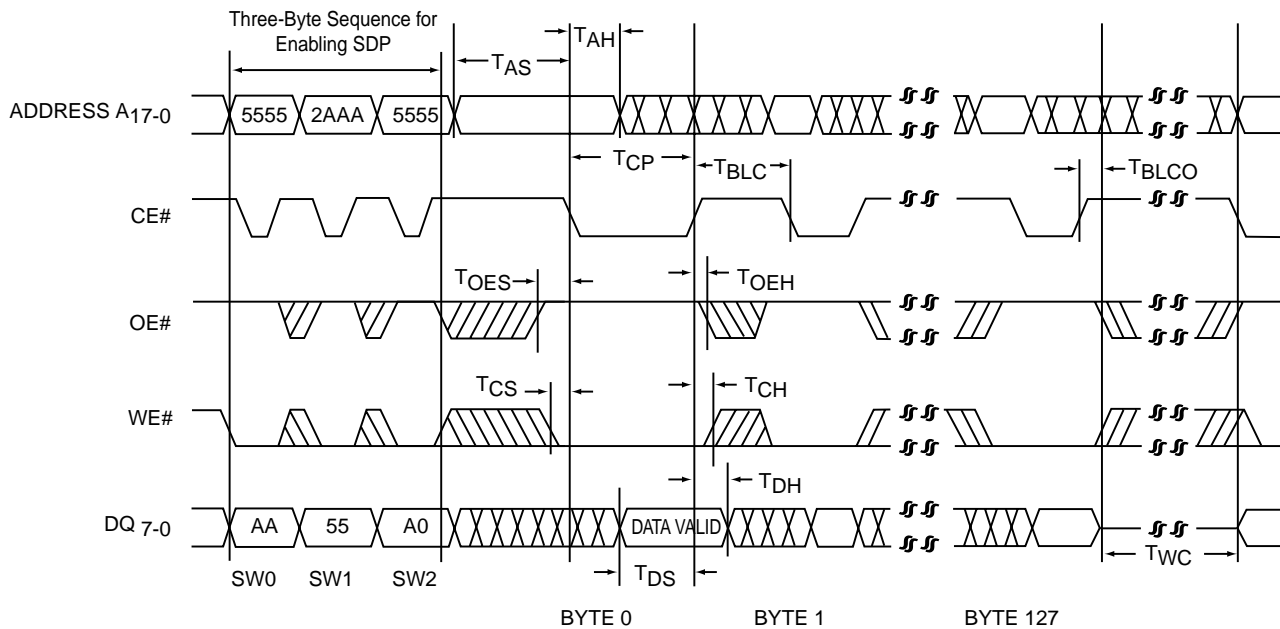 Three-Byte Sequence for
Enabling SDP
TAH
TAS
ADDRESS A17-0
5555 2AAA 5555
TCP
TBLC
TBLCO
CE#
TOES
TOEH
OE#
TCS
TCH
WE#
TDH
DQ 7-0
AA 55 A0 DATA VALID
SW0 SW1 SW2
TDS
TWC
BYTE 0 BYTE 1 BYTE 127